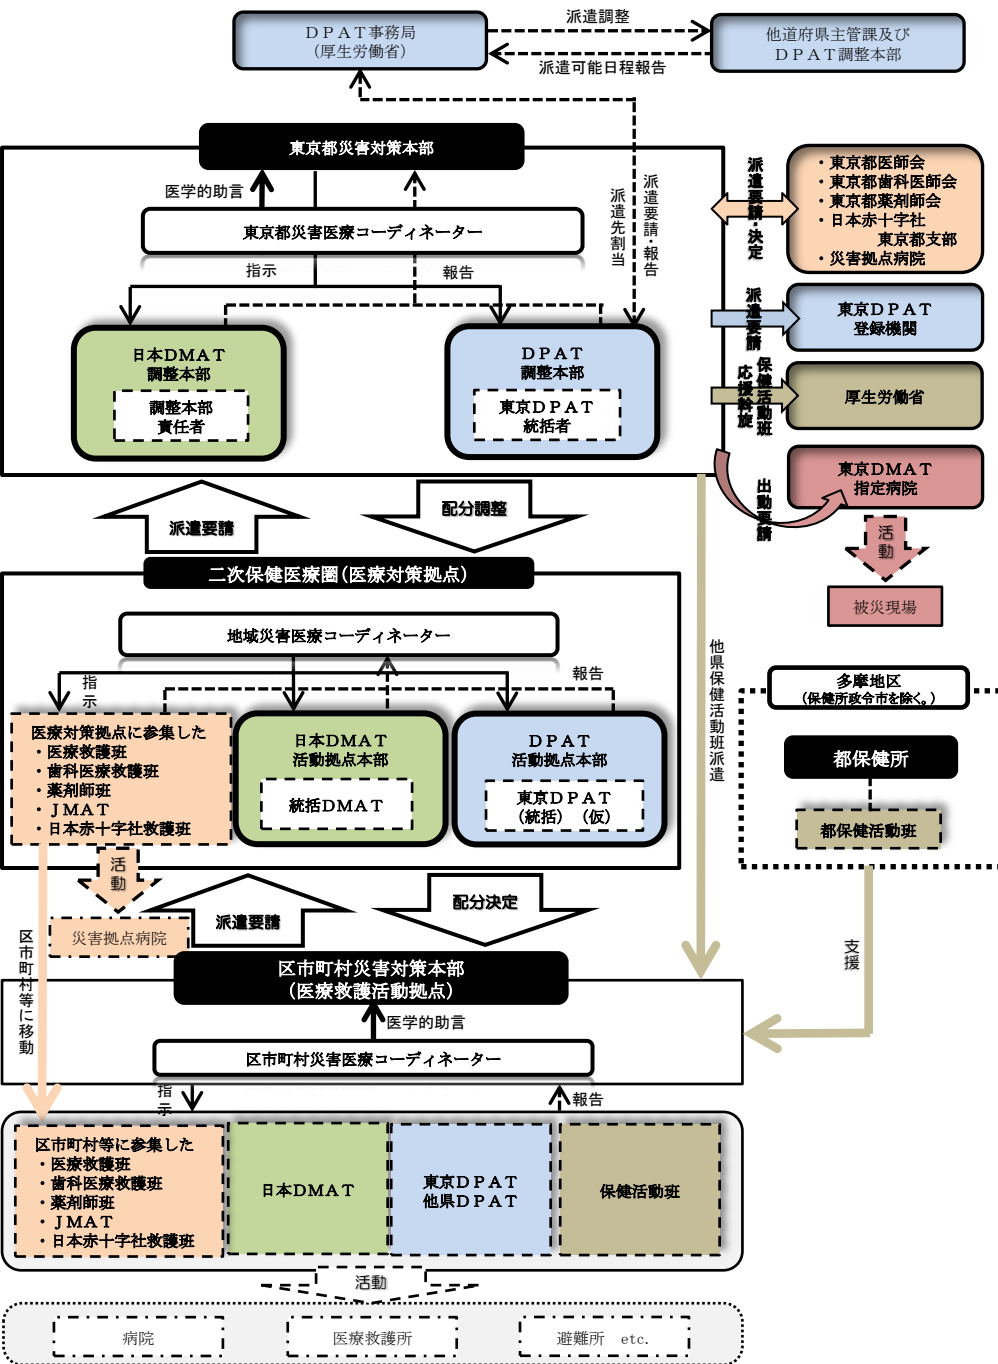 ＤＰＡＴ事務局
（厚生労働省）
派遣調整
派遣可能日程報告
他道府県主管課及び
ＤＰＡＴ調整本部
東京都災害対策本部
医学的助言
東京都災害医療コーディネーター
指示
報告
派遣先割当
派遣要請・報告
日本DMAT
調整本部
調整本部
責任者
ＤＰＡＴ
調整本部
東京ＤＰＡＴ
統括者
派遣要請・決定
・東京都医師会
・東京都歯科医師会
・東京都薬剤師会
・日本赤十字社
東京都支部
・災害拠点病院
派遣要請
東京ＤＰＡＴ
登録機関
保健活動班
応援斡旋
厚生労働省
出動要請
東京DMAT
指定病院
活動
被災現場
派遣要請
配分調整
二次保健医療圏（医療対策拠点）
地域災害医療コーディネーター
指示
報告
医療対策拠点に参集した
・医療救護班
・歯科医療救護班
・薬剤師班
・ＪＭＡＴ
・日本赤十字社救護班
日本DMAT
活動拠点本部
統括DMAT
ＤＰＡＴ
活動拠点本部
東京ＤＰＡＴ
（統括）（仮）
他県保健活動班派遣
多摩地区
（保健所政令市を除く。）
都保健所
都保健活動班
支援
活動
災害拠点病院
派遣要請
配分決定
区市町村等に移動
区市町村災害対策本部
（医療救護活動拠点）
医学的助言
区市町村災害医療コーディネーター
指示
報告
区市町村等に参集した
・医療救護班
・歯科医療救護班
・薬剤師班
・ＪＭＡＴ
・日本赤十字社救護班
日本DMAT
東京ＤＰＡＴ
他県ＤＰＡＴ
保健活動班
活動
病院
医療救護所
避難所　etc.